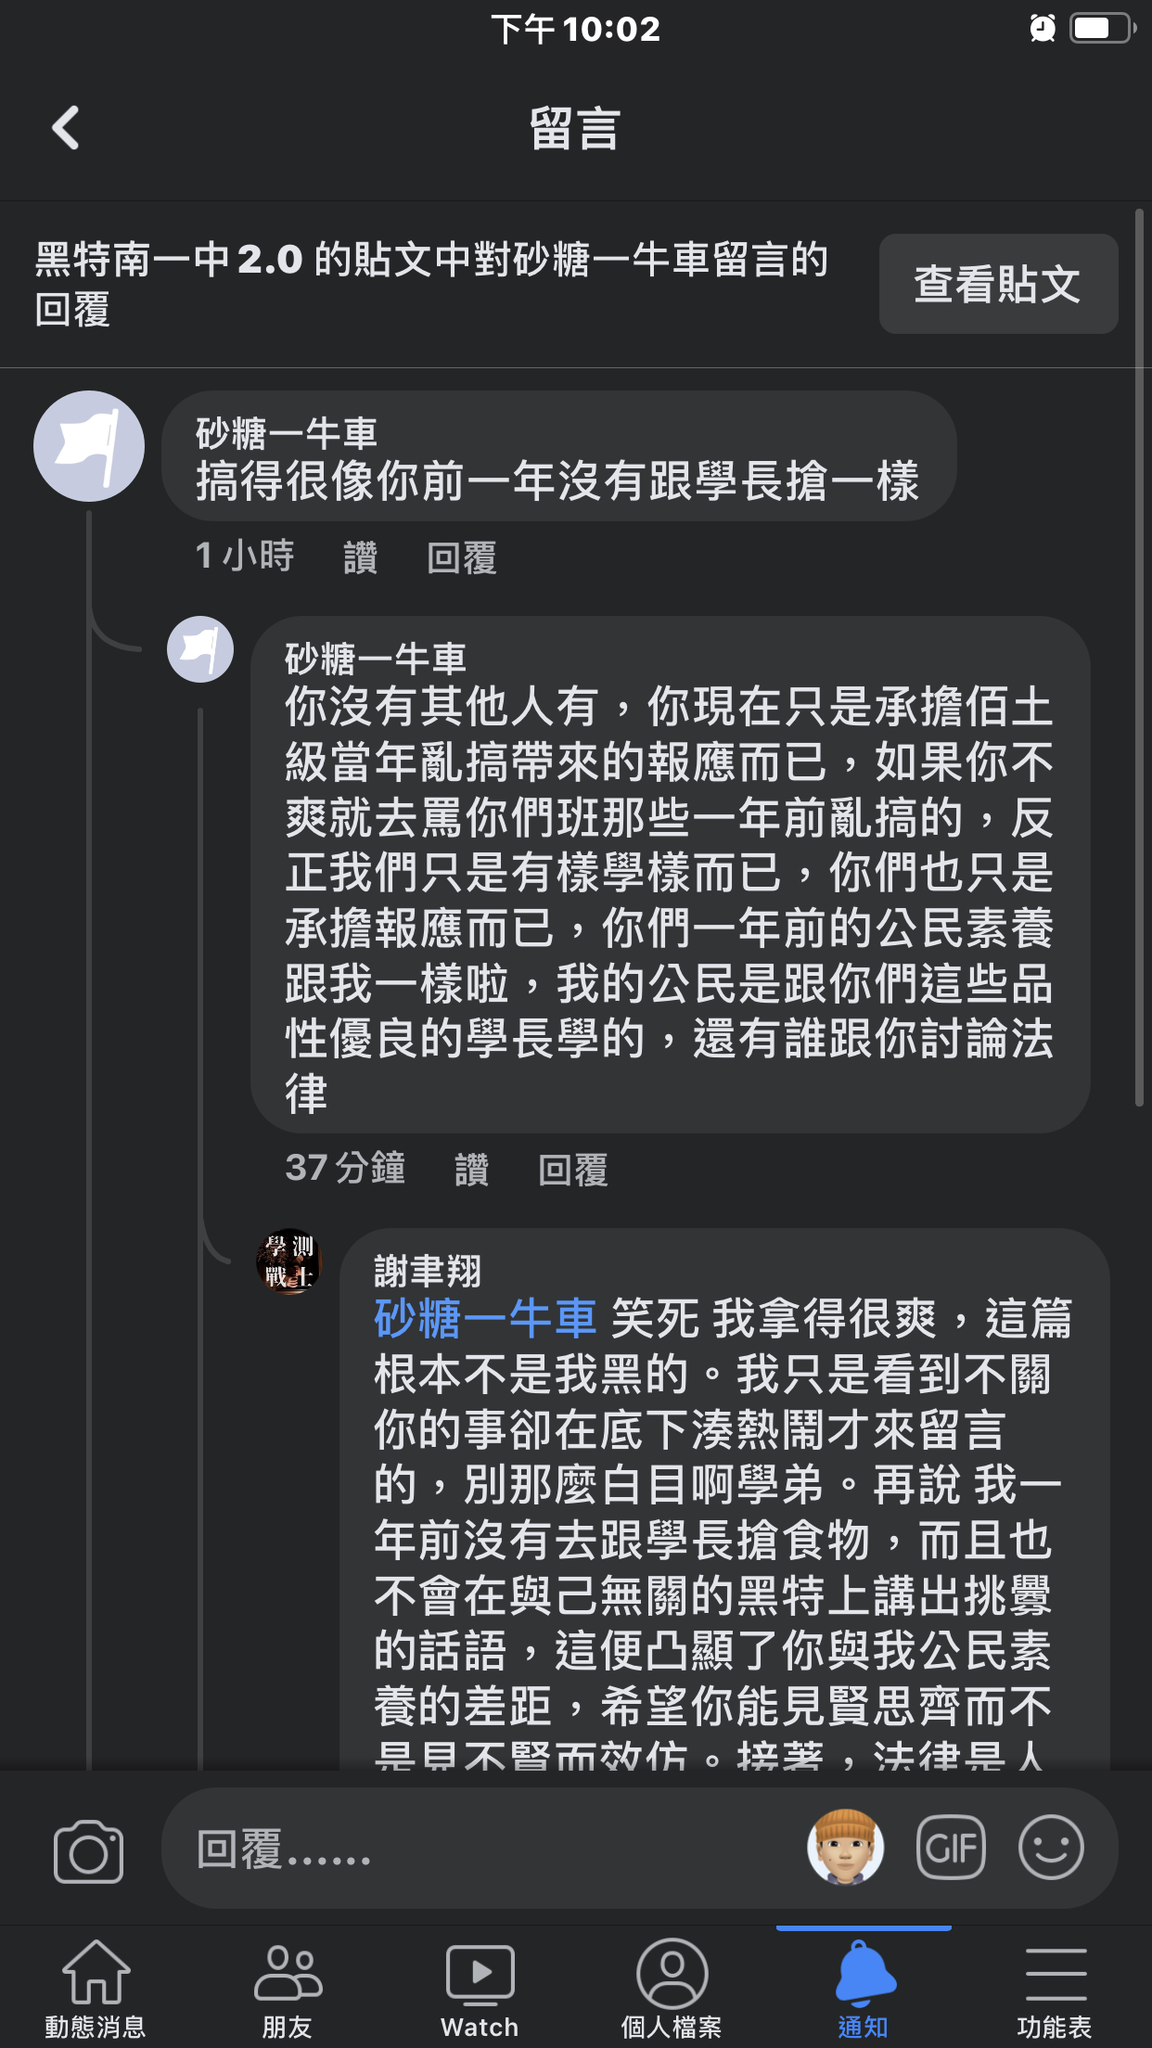 下午10:02
留言
黑特南一中2.0 的貼文中對砂糖一牛車留言的
回覆
查看貼文
砂糖一牛車
搞得很像你前一年沒有跟學長搶一樣
1 小時 讚 回覆
砂糖一牛車
你沒有其他人有，你現在只是承擔佰土
級當年亂搞帶來的報應而已，如果你不
爽就去罵你們班那些一年前亂搞的，反
正我們只是有樣學樣而已，你們也只是
承擔報應而已，你們一年前的公民素養
跟我一樣啦，我的公民是跟你們這些品
性優良的學長學的，還有誰跟你討論法
律
37 分鐘 讚 回覆
學測
戰士
謝聿翔
砂糖一牛車 笑死 我拿得很爽，這篇
根本不是我黑的。我只是看到不關
你的事卻在底下湊熱鬧才來留言
的，別那麼白目啊學弟。再說 我一
年前沒有去跟學長搶食物，而且也
不會在與己無關的黑特上講出挑釁
的話語，這便凸顯了你與我公民素
養的差距，希望你能見賢思齊而不
是見不賢而效仿。接著，法律是人
回覆......
GIF
動態消息
朋友
Watch
個人檔案
通知
功能表